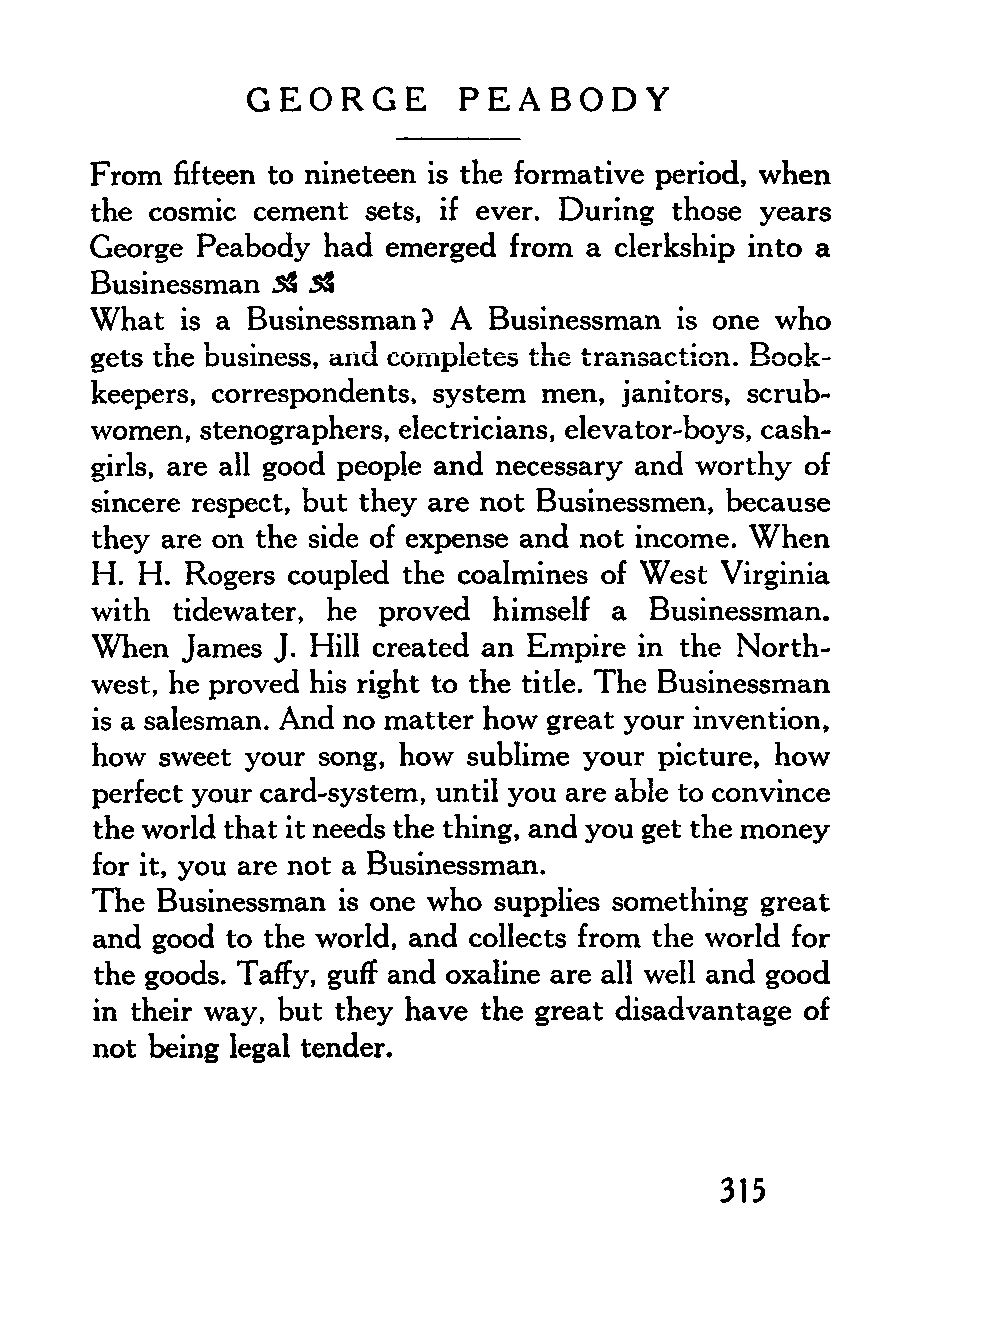 GEORGE PEABODY
From fifteen to nineteen is the formative period, when
the cosmic cement sets, if ever. During those years
George Peabody had emerged from a clerkship into a
Businessman
What is a Businessman? A Businessman is one who
gets the business, and completes the transaction. Book-
keepers, correspondents, system men, janitors, scrub-
women, stenographers, electricians, elevator-boys, cash-
girls, are all good people and necessary and worthy of
sincere respect, but they are not Businessmen, because
they are on the side of expense and not income. When
H. H. Rogers coupled the coalmines of West Virginia
with tidewater, he proved himself a Businessman.
When James J. Hill created an Empire in the North-
west, he proved his right to the title. The Businessman
is a salesman. And no matter how great your invention,
how sweet your song, how sublime your picture, how
perfect your card-system, until you are able to convince
the world that it needs the thing, and you get the money
for it, you are not a Businessman.
The Businessman is one who supplies something great
and good to the world, and collects from the world for
the goods. Taffy, guff and oxaline are all well and good
in their way, but they have the great disadvantage of
not being legal tender.
315